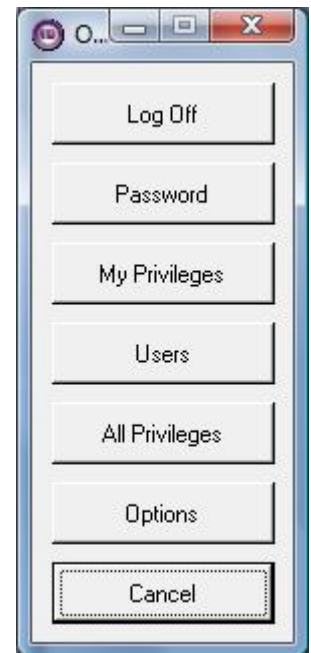 O...
Log Off
Password
My Privileges
Users
All Privileges
Options
Cancel